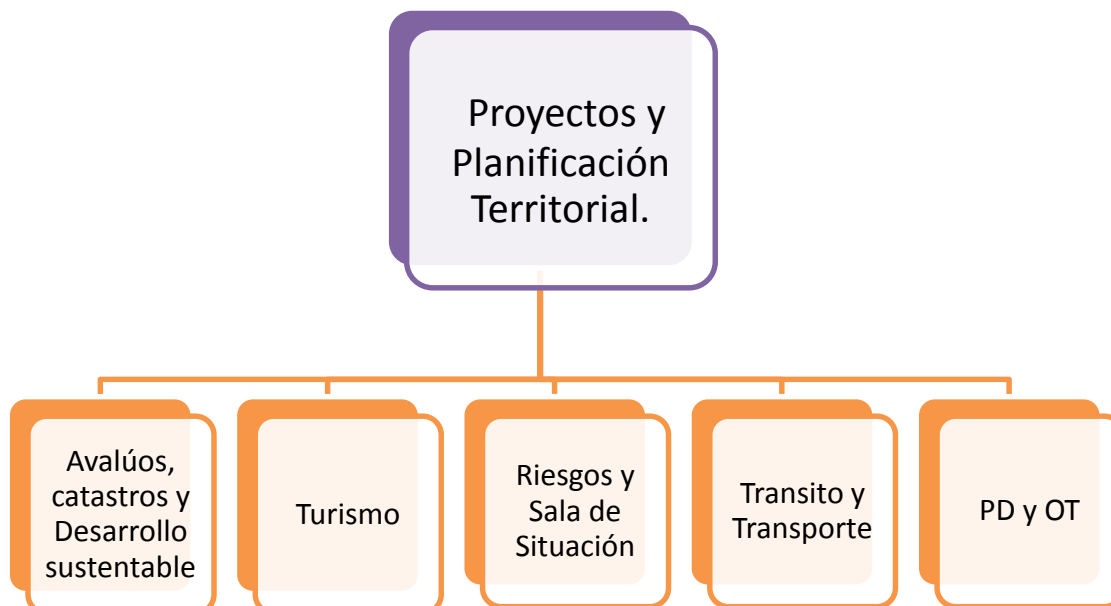 Proyectos y
Planificación
Territorial.
Avalúos,
catastros y
Desarrollo
sustentable
Turismo
Riesgos y
Sala de
Situación
Transito y
Transporte
PD y OT